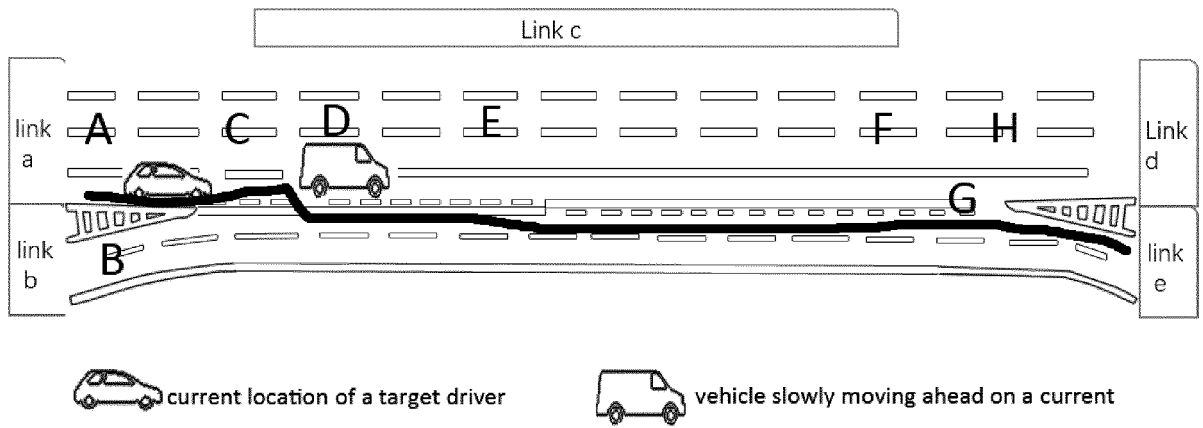 Link c
link
a
A
C
D
E
F
H
Link
d
G
link
b
B
link
e
current location of a target driver
vehicle slowly moving ahead on a current